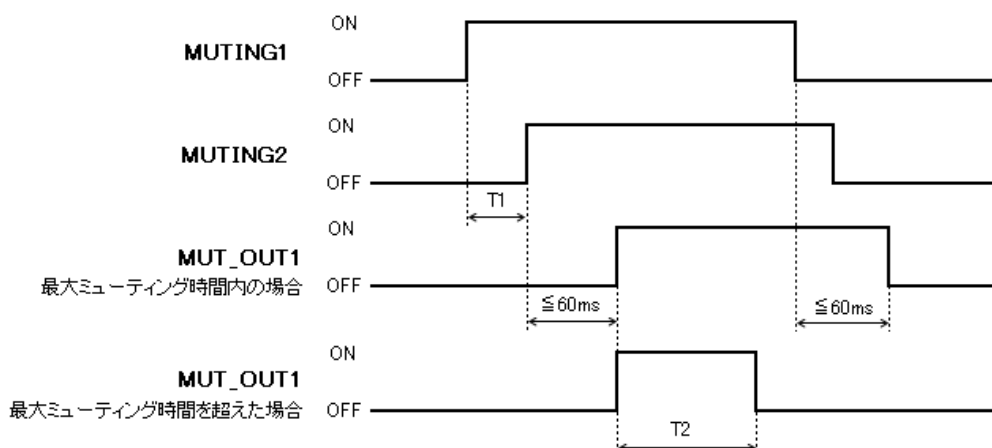 ON
MUTING1
OFF
ON
MUTING2
OFF
T1
ON
MUT_OUT1
最大ミューティング時間内の場合 OFF
≦60ms ≦60ms
ON
MUT_OUT1
最大ミューティング時間を超えた場合 OFF
T2